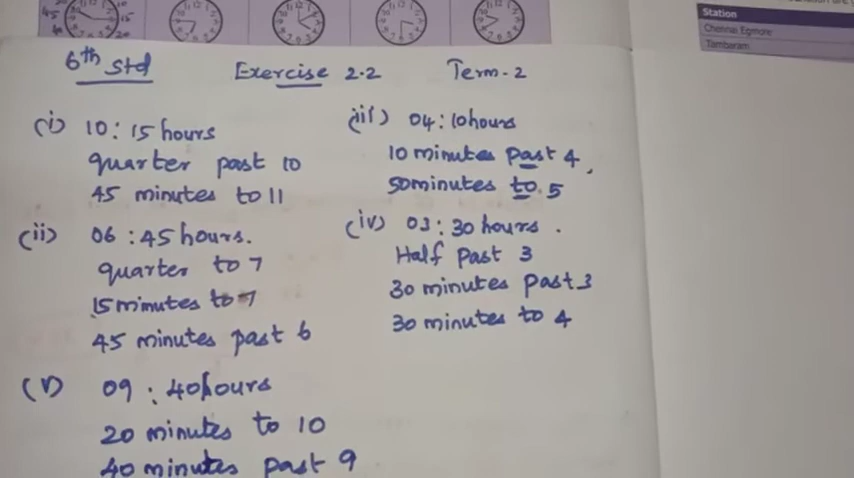 Station
Chennai Egmore
Tambaram
6th Std Exercise 2.2 Term-2
(i) 10:15 hours
quarter past 10
45 minutes to 11
(ii) 06:45 hours.
quarter to 7
15 minutes to 7
45 minutes past 6
(iii) 04:10 hours
10 minutes past 4,
50 minutes to 5
(iv) 03:30 hours.
Half past 3
30 minutes past 3
30 minutes to 4
(v) 09:40 hours
20 minutes to 10
40 minutes past 9